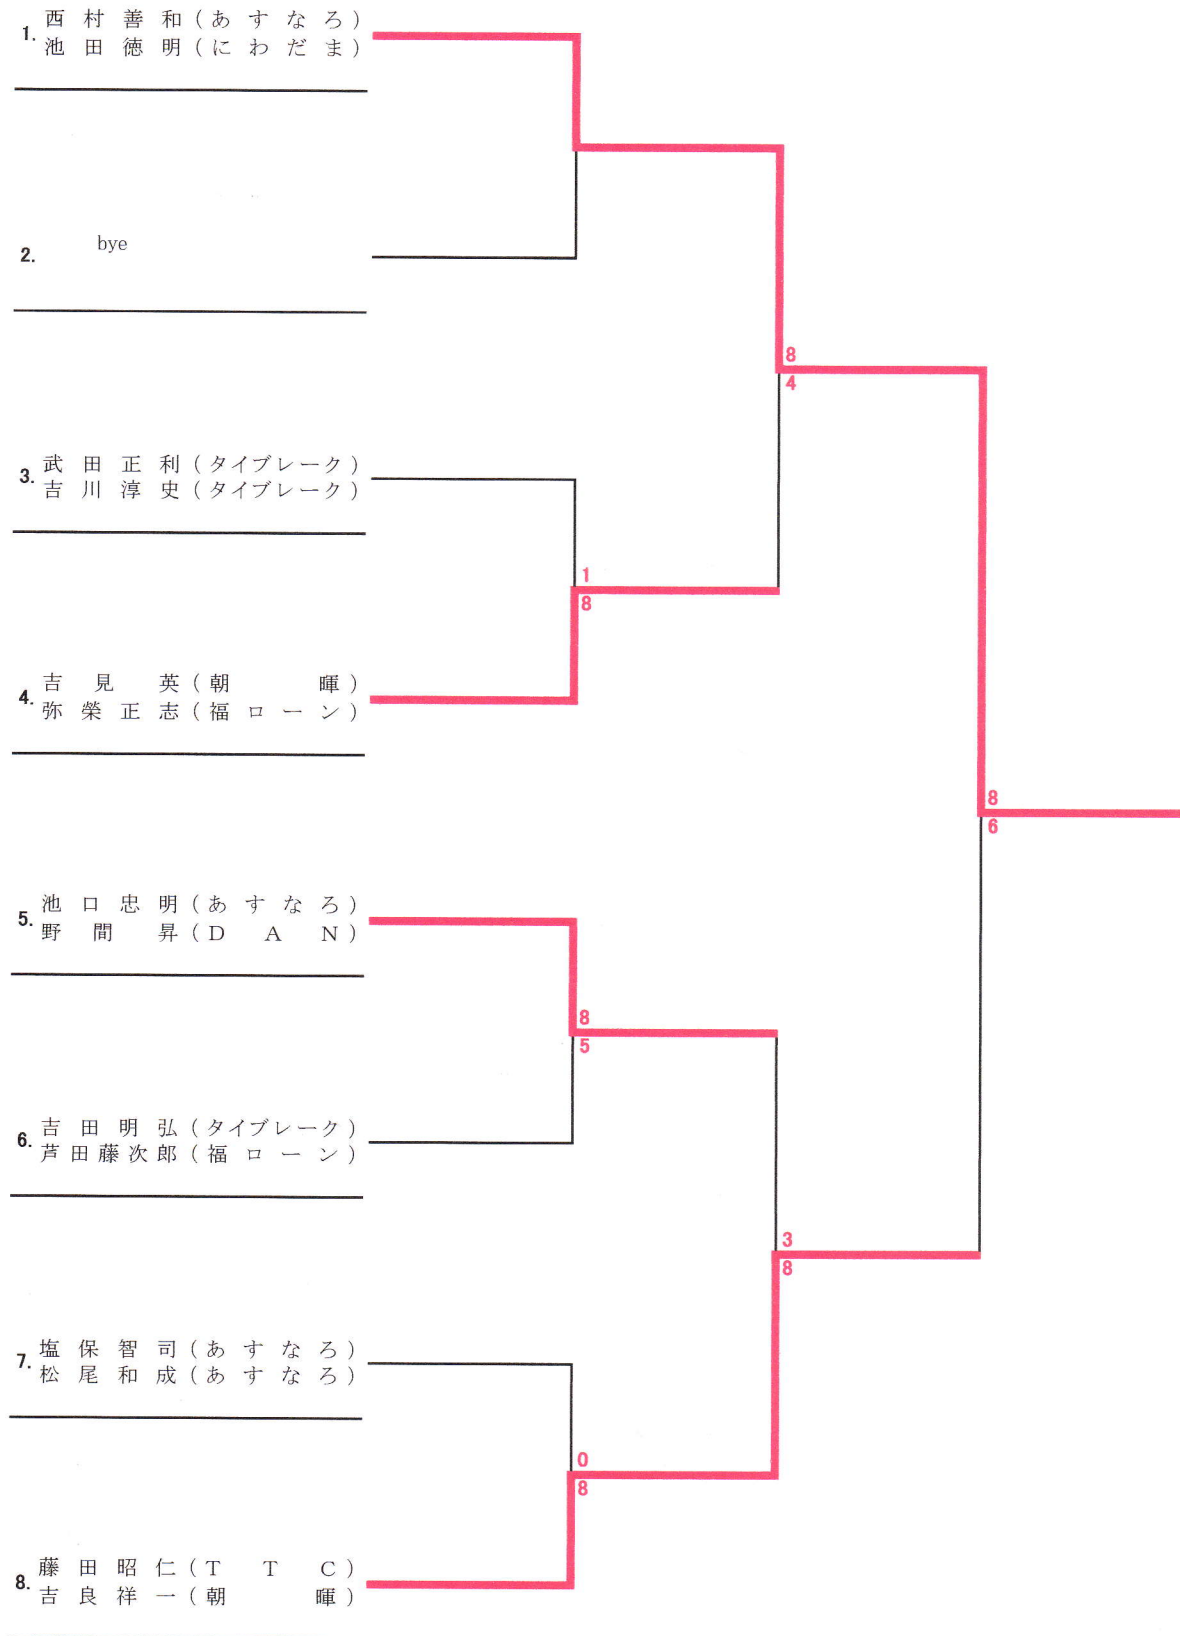 1. 西村善和(あすなろ)
池田徳明(にわだま)
2. bye
8
4
3. 武田正利(タイブレーク)
吉川淳史(タイブレーク)
1
8
4. 吉見 英(朝 暉)
弥榮正志(福ローン)
8
6
5. 池口忠明(あすなろ)
野間 昇(DAN)
8
5
6. 吉田明弘(タイブレーク)
芦田藤次郎(福ローン)
3
8
7. 塩保智司(あすなろ)
松尾和成(あすなろ)
0
8
8. 藤田昭仁(TTC)
吉良祥一(朝 暉)